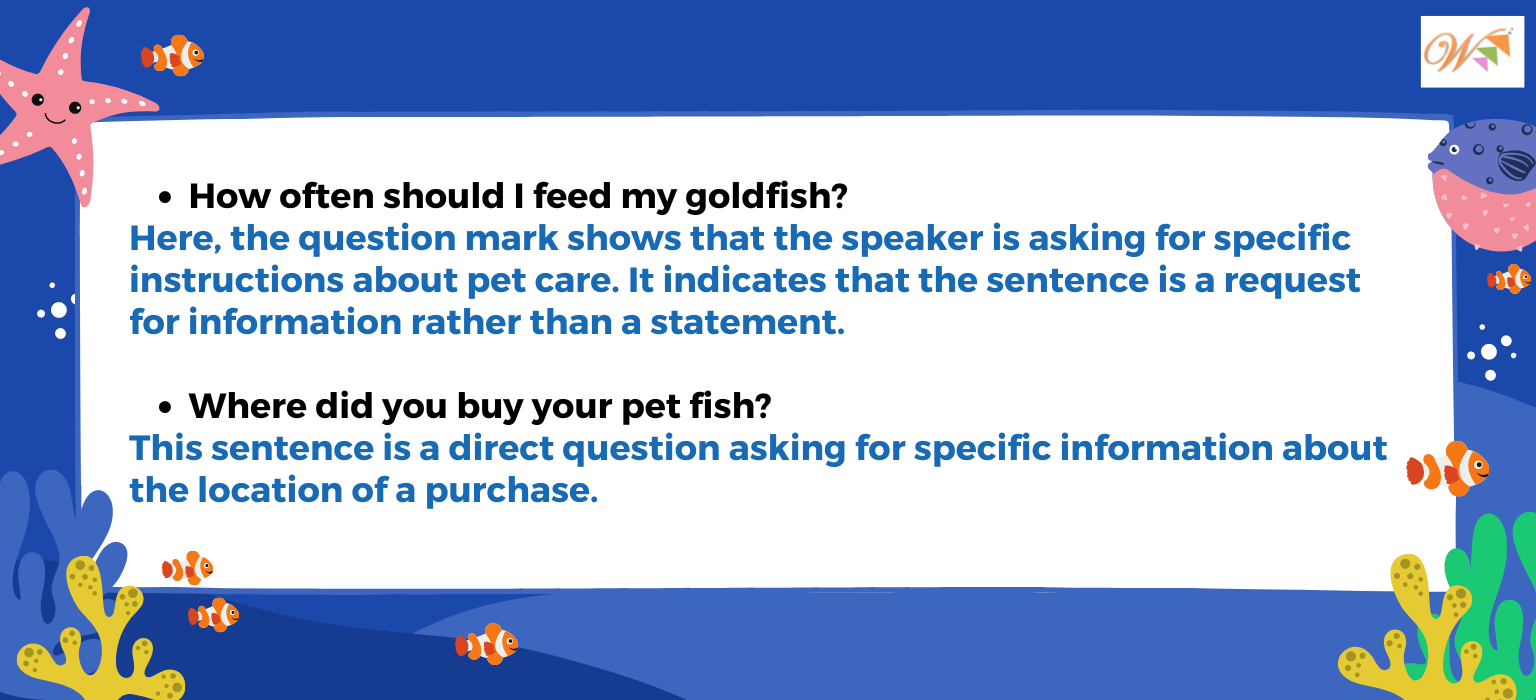 W
• How often should I feed my goldfish?
Here, the question mark shows that the speaker is asking for specific
instructions about pet care. It indicates that the sentence is a request
for information rather than a statement.
• Where did you buy your pet fish?
This sentence is a direct question asking for specific information about
the location of a purchase.